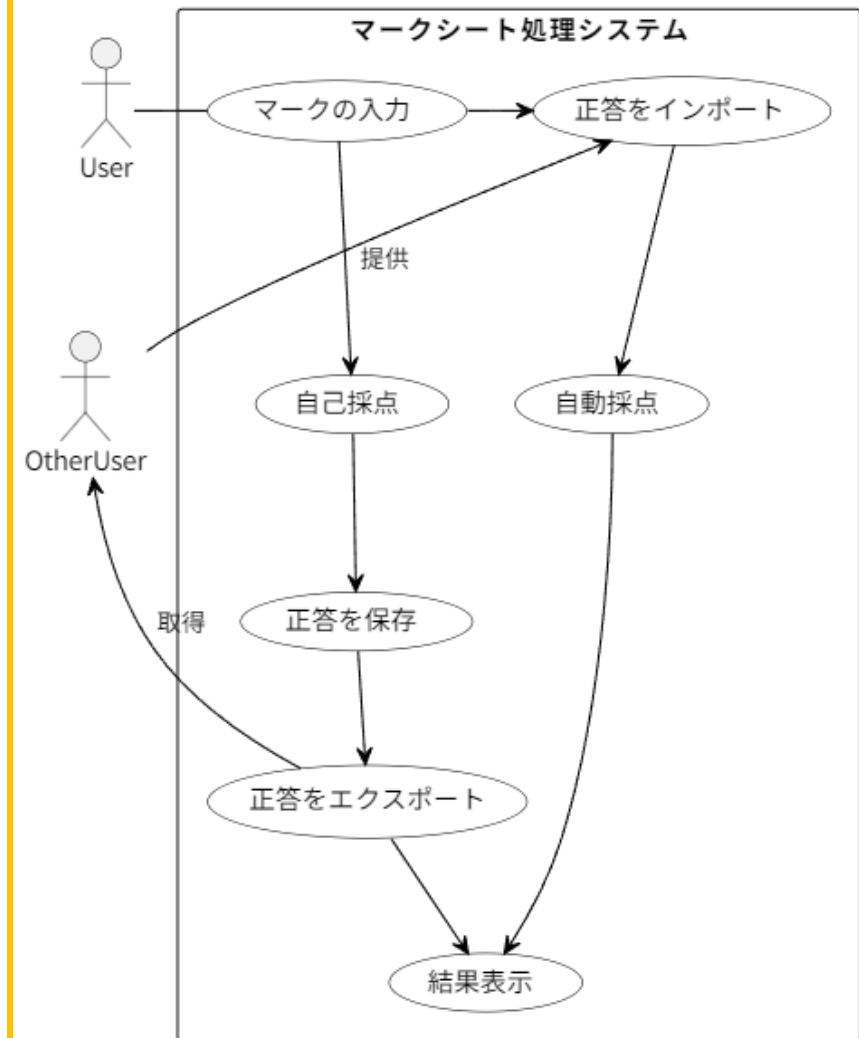 マークシート処理システム
マークの入力
正答をインポート
User
提供
自己採点
自動採点
OtherUser
正答を保存
取得
正答をエクスポート
結果表示